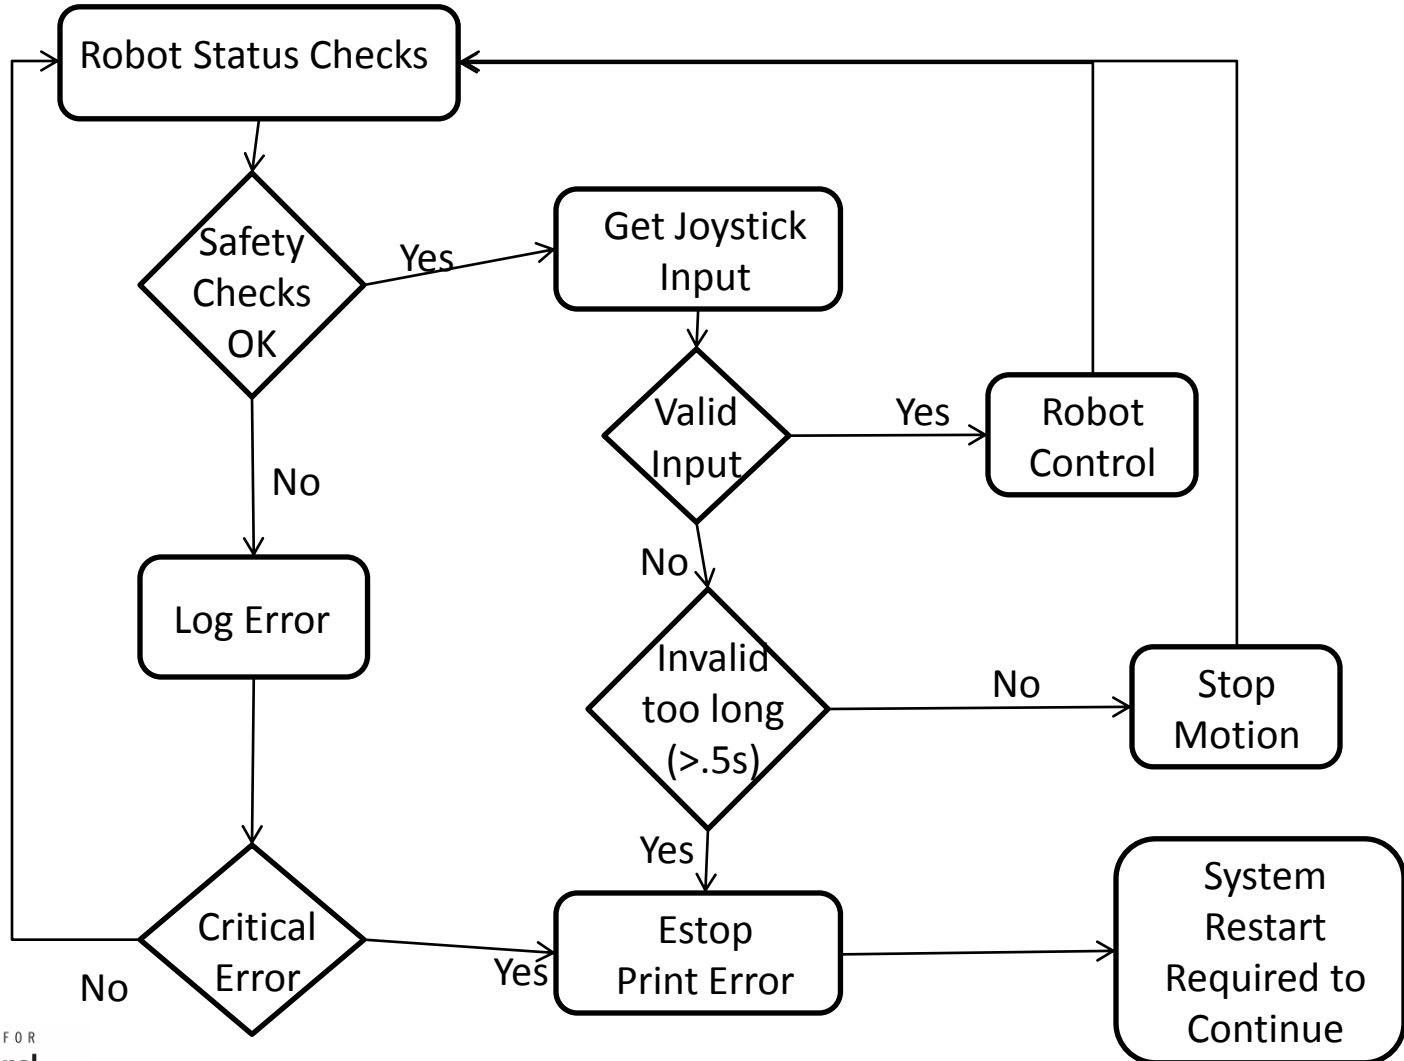 Robot Status Checks
Safety
Checks
OK
Yes
Get Joystick
Input
Valid
Input
Yes
Robot
Control
No
No
Log Error
Invalid
too long
(>.5s)
No
Stop
Motion
Yes
Critical
Error
No
Yes
Estop
Print Error
System
Restart
Required to
Continue
FOR